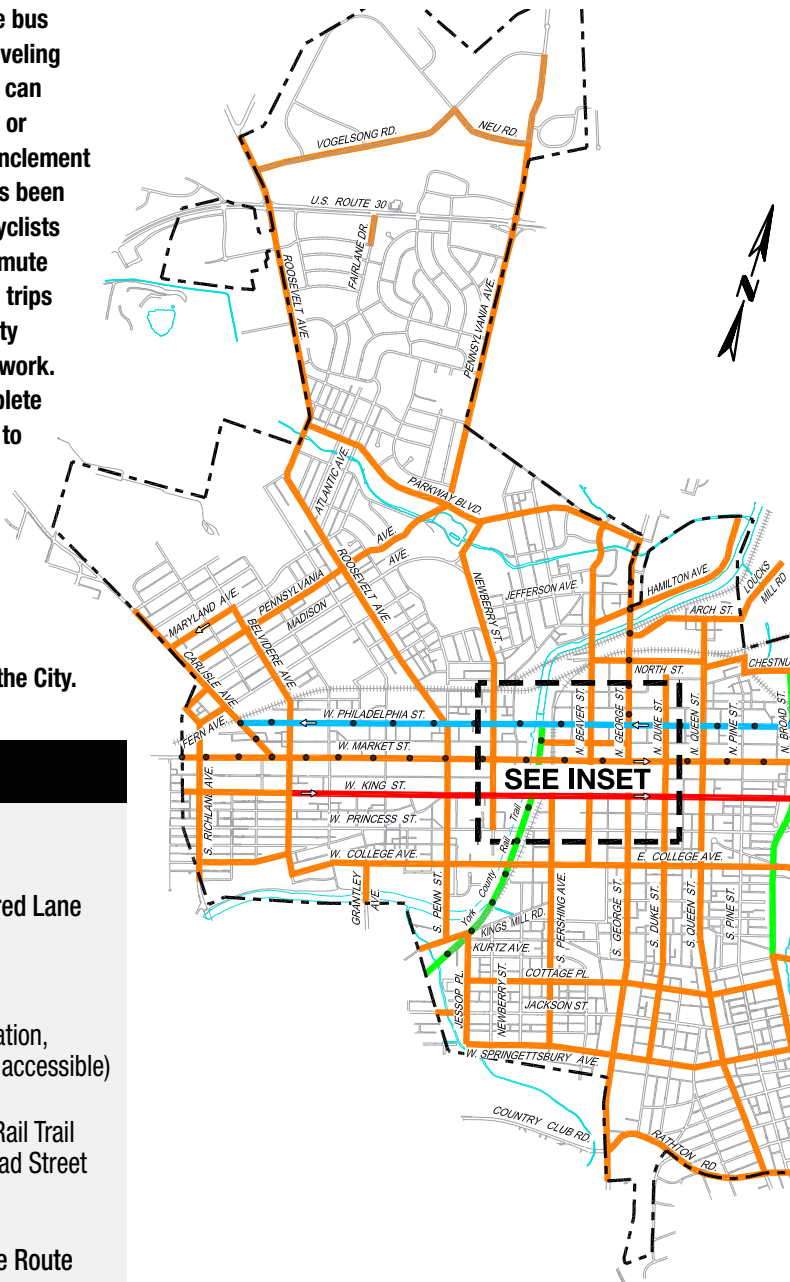 e bus
veling
can
or
nclement
s been
yclists
mute
trips
ty
work.
plete
to
the City.
red Lane
ation,
accessible)
Rail Trail
ad Street
e Route
VOGELSONG RD.
NEU RD.
U.S. ROUTE 30
FAIRLANE DR.
ROOSEVELT AVE.
PENNSYLVANIA AVE.
N
ATLANTIC AVE.
PARKWAY BLVD.
PENNSYLVANIA AVE.
MADISON AVE.
ROOSEVELT AVE.
NEWBERRY ST.
JEFFERSON AVE.
HAMILTON AVE.
LOUCKS
MILL RD
ARCH ST.
MARYLAND AVE.
BELVIDERE AVE.
CARLISLE AVE.
NORTH ST.
CHESTNU
FERN AVE.
W. PHILADELPHIA ST.
N. BEAVER ST.
N. GEORGE ST.
N. DUKE ST.
N. QUEEN ST.
N. PINE ST.
N. BROAD ST.
W. MARKET ST.
SEE INSET
S. RICHLAND AVE.
W. KING ST.
W. PRINCESS ST.
W. COLLEGE AVE.
E. COLLEGE AVE.
GRANTLEY
AVE.
S. PENN ST.
York County Rail Trail
KINGS MILL RD.
KURTZ AVE.
S. PERSHING AVE.
S. GEORGE ST.
S. DUKE ST.
S. QUEEN ST.
S. PINE ST.
COTTAGE PL.
JESSOP PL.
NEWBERRY ST.
JACKSON ST.
W. SPRINGETTSBURY AVE.
COUNTRY CLUB RD.
RATHTON RD.